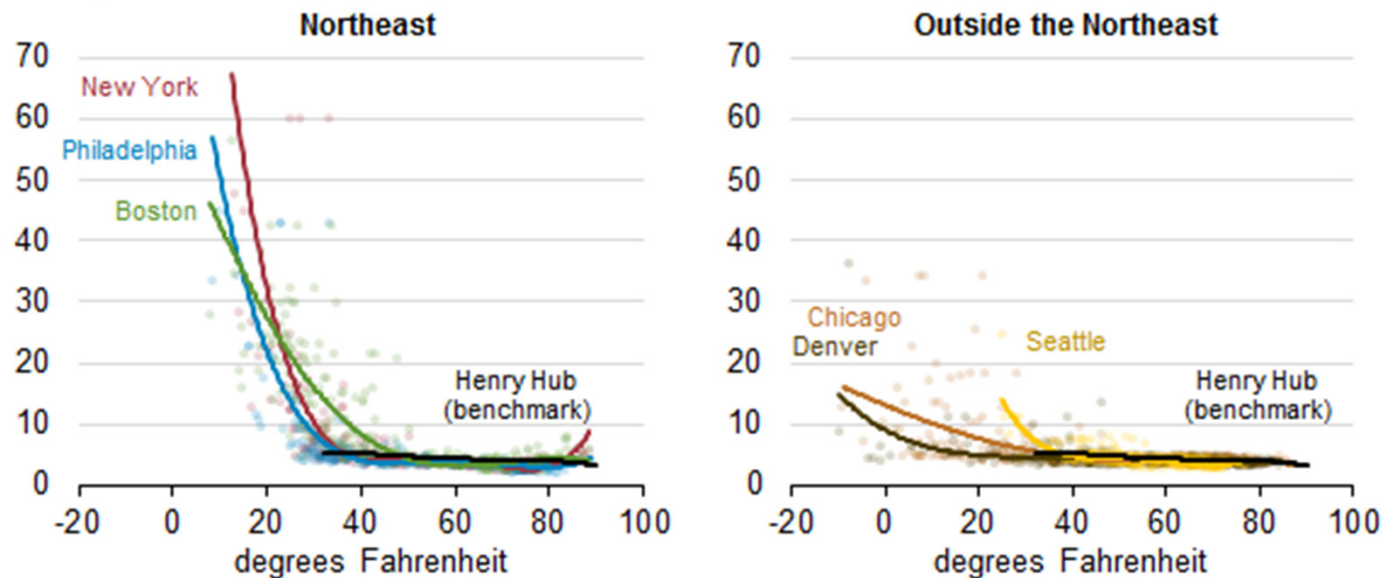 Northeast
70
60
50
40
30
20
10
0
New York
Philadelphia
Boston
Henry Hub
(benchmark)
-20 0 20 40 60 80 100
degrees Fahrenheit
Outside the Northeast
70
60
50
40
30
20
10
0
Chicago
Denver
Seattle
Henry Hub
(benchmark)
-20 0 20 40 60 80 100
degrees Fahrenheit